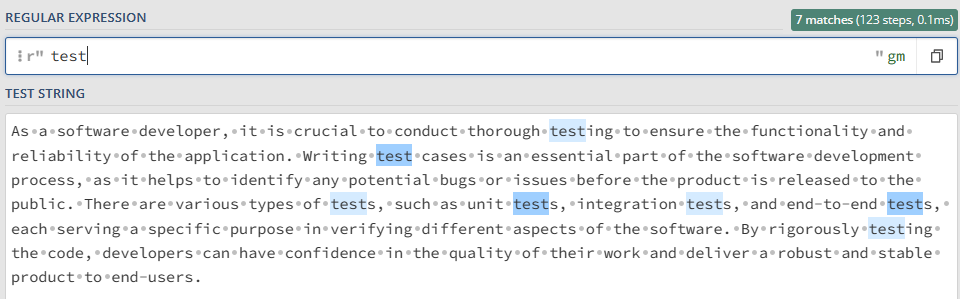 REGULAR EXPRESSION
7 matches (123 steps, 0.1ms)
r" test " gm
TEST STRING
As a software developer, it is crucial to conduct thorough testing to ensure the functionality and
reliability of the application. Writing test cases is an essential part of the software development
process, as it helps to identify any potential bugs or issues before the product is released to the
public. There are various types of tests, such as unit tests, integration tests, and end-to-end tests,
each serving a specific purpose in verifying different aspects of the software. By rigorously testing
the code, developers can have confidence in the quality of their work and deliver a robust and stable
product to end-users.